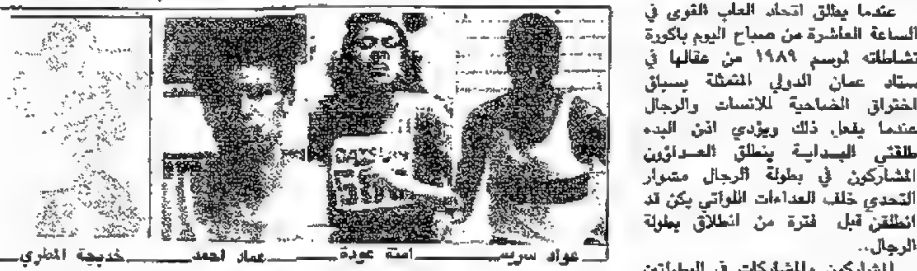 عندما يطلق اتحاد العاب القوى في
الساعة العاشرة من صباح اليوم باكورة
نشاطاته لموسم ١٩٨٩ من عقالها في
ستاد عمان الدولي المتمثلة بسباق
اختراق الضاحية للانسات والرجال
عندما يفعل ذلك ويؤدي اذن البدء
طلقتي البداية ينطلق العداؤون
المشاركون في بطولة الرجال مشوار
التحدي خلف العداءات اللواتي يكن قد
انطلقن قبل فترة من انطلاق بطولة
الرجال..
المشاركون والمشاركات في البطولتين
عواد سريس
امنة عودة
عمار احمد
خديجة المطري